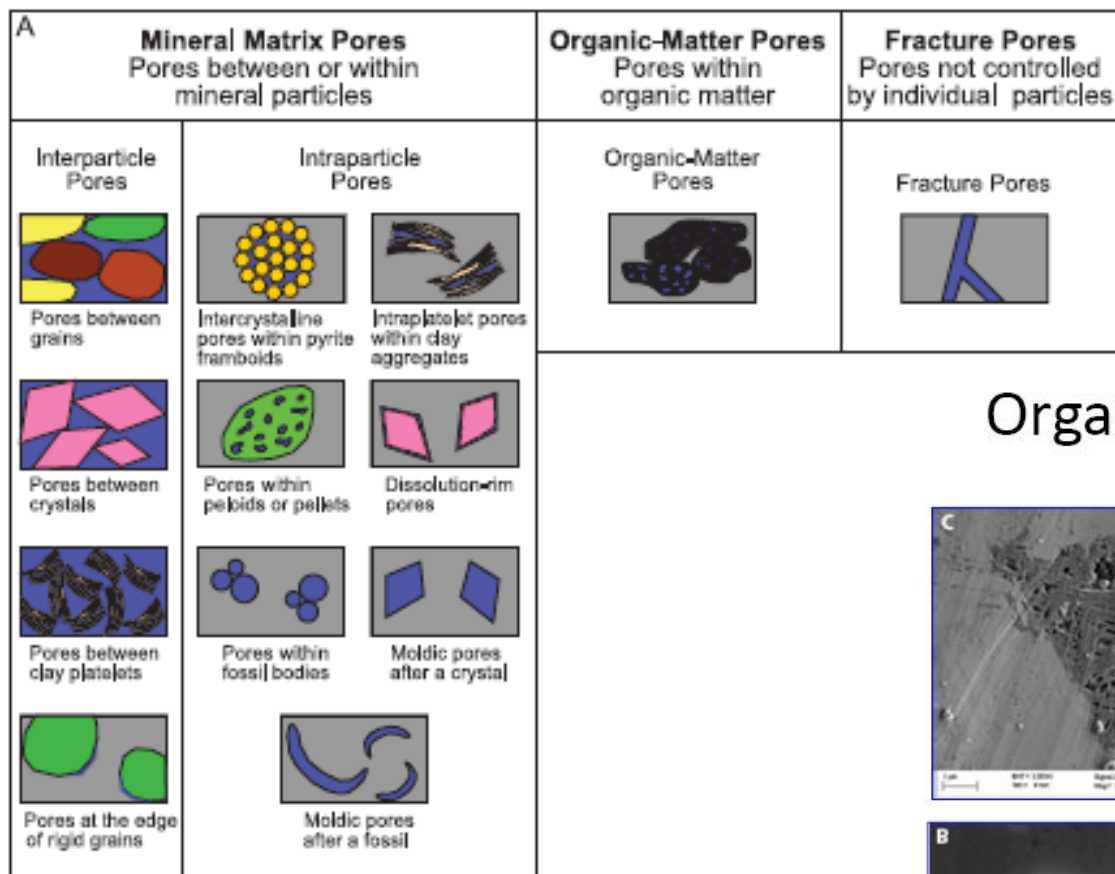 A
Mineral Matrix Pores
Pores between or within
mineral particles
Organic-Matter Pores
Pores within
organic matter
Fracture Pores
Pores not controlled
by individual particles
Interparticle
Pores
Intraparticle
Pores
Organic-Matter
Pores
Fracture Pores
Pores between
grains
Intercrystalline
pores within pyrite
framboids
Intraplatelet pores
within clay
aggregates
Pores between
crystals
Pores within
peloids or pellets
Dissolution-rim
pores
Pores between
clay platelets
Pores within
fossil bodies
Moldic pores
after a crystal
Pores at the edge
of rigid grains
Moldic pores
after a fossil
Orga
C
B